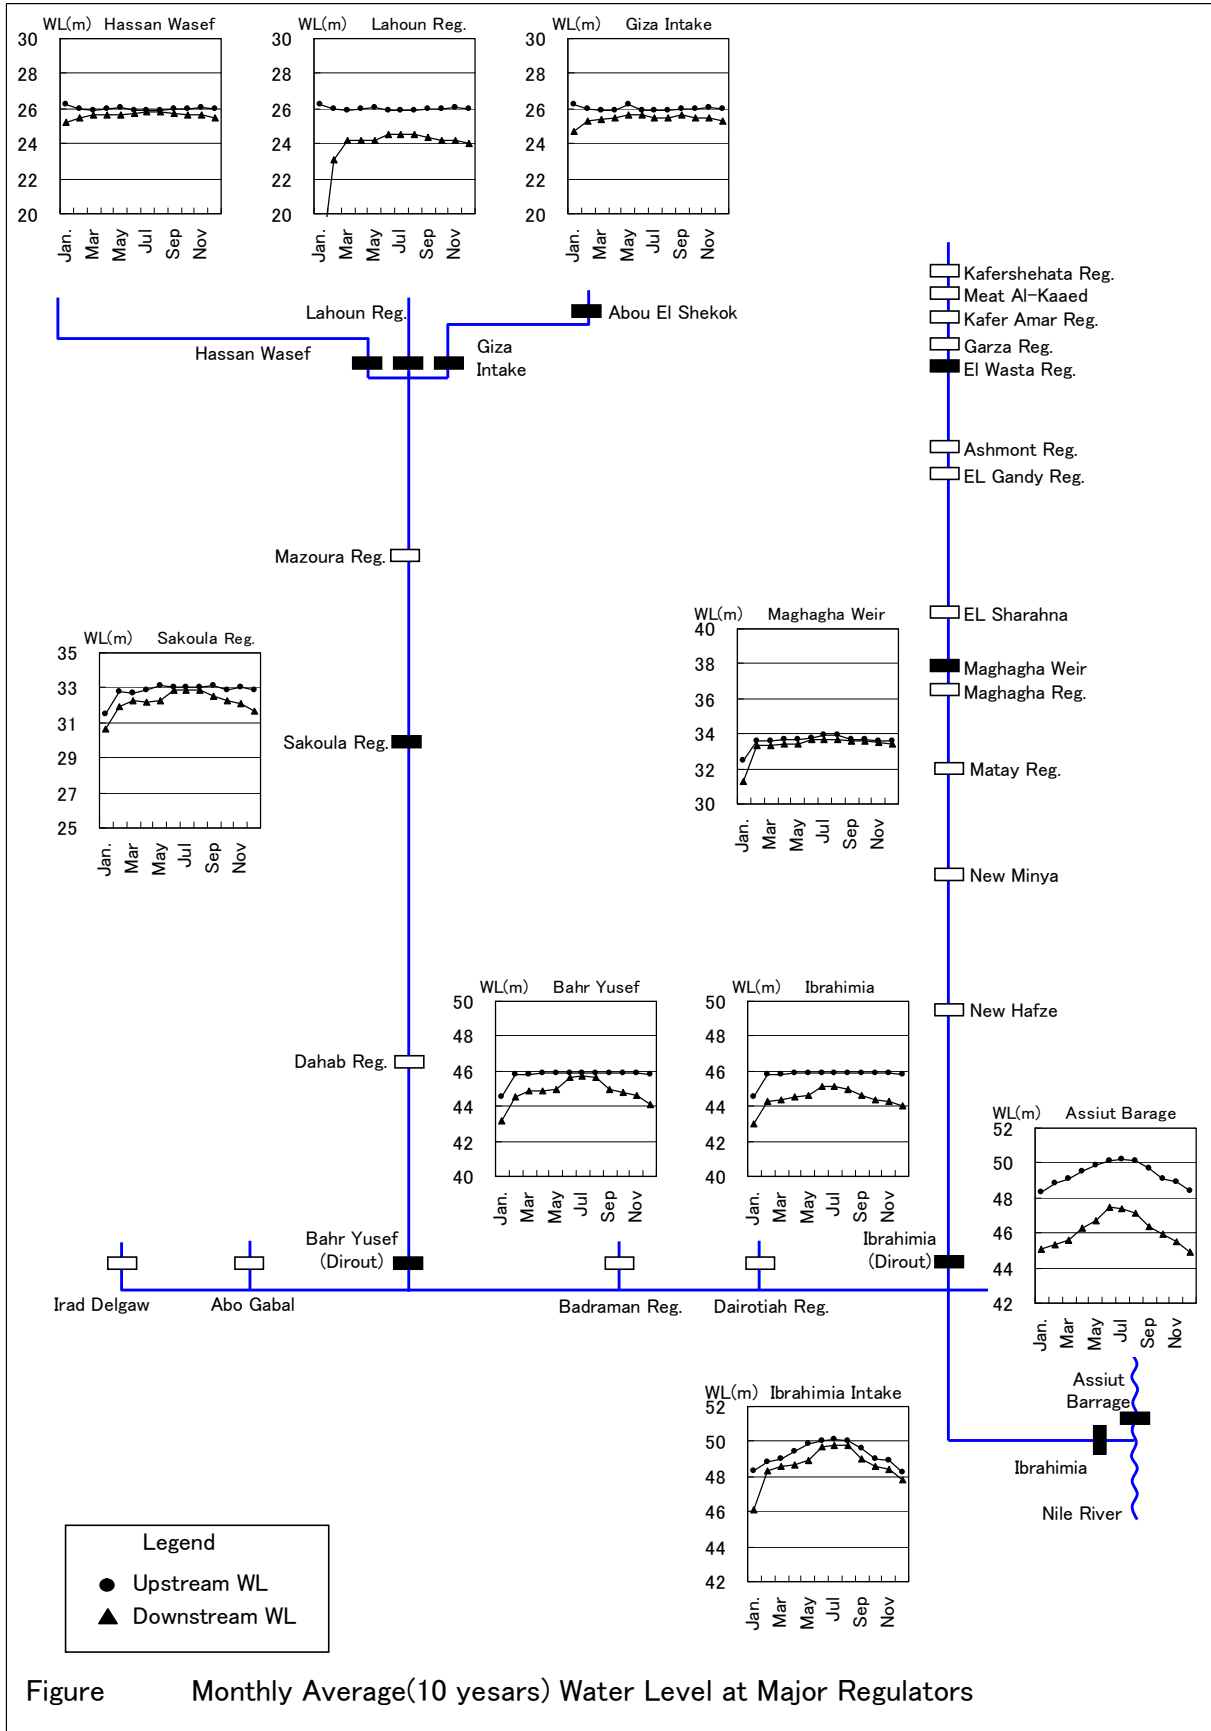 WL(m) Hassan Wasef
30
28
26
24
22
20
Jan.
Mar
May
Jul
Sep
Nov
WL(m) Lahoun Reg.
30
28
26
24
22
20
Jan.
Mar
May
Jul
Sep
Nov
WL(m) Giza Intake
30
28
26
24
22
20
Jan.
Mar
May
Jul
Sep
Nov
Kafershehata Reg.
Meat Al-Kaaed
Kafer Amar Reg.
Garza Reg.
El Wasta Reg.
Lahoun Reg.
Abou El Shekok
Hassan Wasef
Giza
Intake
Ashmont Reg.
EL Gandy Reg.
Mazoura Reg.
EL Sharahna
Maghagha Weir
Maghagha Reg.
WL(m) Maghagha Weir
40
38
36
34
32
30
Jan.
Mar
May
Jul
Sep
Nov
WL(m) Sakoula Reg.
35
33
31
29
27
25
Jan.
Mar
May
Jul
Sep
Nov
Sakoula Reg.
Matay Reg.
New Minya
New Hafze
Dahab Reg.
WL(m) Bahr Yusef
50
48
46
44
42
40
Jan.
Mar
May
Jul
Sep
Nov
WL(m) Ibrahimia
50
48
46
44
42
40
Jan.
Mar
May
Jul
Sep
Nov
WL(m) Assiut Barage
52
50
48
46
44
42
Jan.
Mar
May
Jul
Sep
Nov
Bahr Yusef
(Dirout)
Ibrahimia
(Dirout)
Irad Delgaw
Abo Gabal
Badraman Reg.
Dairotiah Reg.
Assiut
Barrage
Ibrahimia
Nile River
WL(m) Ibrahimia Intake
52
50
48
46
44
42
Jan.
Mar
May
Jul
Sep
Nov
Legend
Upstream WL
Downstream WL
Figure Monthly Average(10 yesars) Water Level at Major Regulators